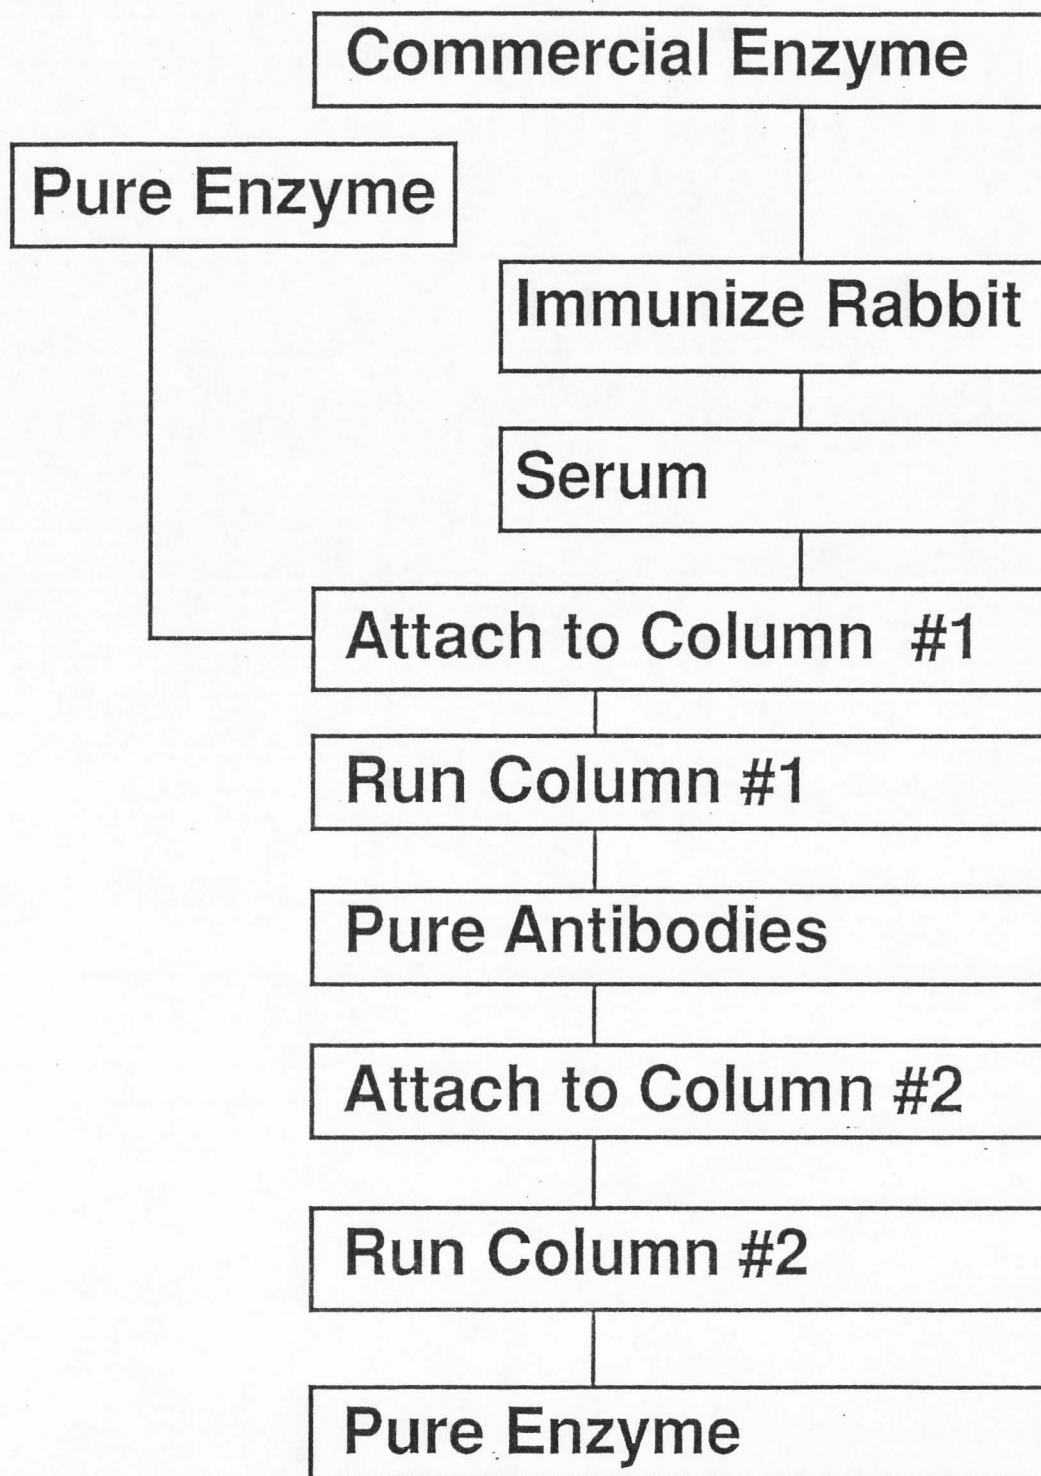 Commercial Enzyme
Pure Enzyme
Immunize Rabbit
Serum
Attach to Column #1
Run Column #1
Pure Antibodies
Attach to Column #2
Run Column #2
Pure Enzyme